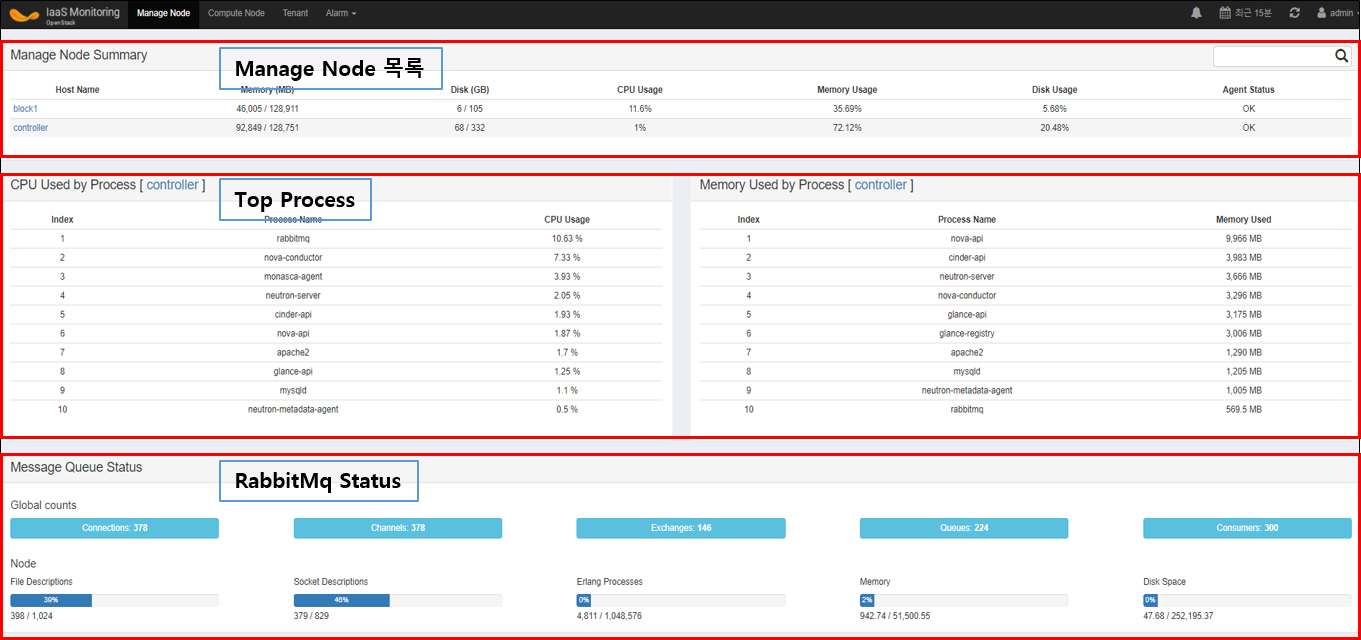 IaaS Monitoring OpenStack Manage Node Compute Node Tenant Alarm 최근 15분 admin
Manage Node Summary
Manage Node 목록
Host Name Memory (MB) Disk (GB) CPU Usage Memory Usage Disk Usage Agent Status
block1 46,005 / 128,911 6 / 105 11.6% 35.69% 5.68% OK
controller 92,849 / 128,751 68 / 332 1% 72.12% 20.48% OK
CPU Used by Process [ controller ]
Top Process
Index Process Name CPU Usage
1 rabbitmq 10.63 %
2 nova-conductor 7.33 %
3 monasca-agent 3.93 %
4 neutron-server 2.05 %
5 cinder-api 1.93 %
6 nova-api 1.87 %
7 apache2 1.7 %
8 glance-api 1.25 %
9 mysqld 1.1 %
10 neutron-metadata-agent 0.5 %
Memory Used by Process [ controller ]
Index Process Name Memory Used
1 nova-api 9,966 MB
2 cinder-api 3,983 MB
3 neutron-server 3,666 MB
4 nova-conductor 3,296 MB
5 glance-api 3,175 MB
6 glance-registry 3,006 MB
7 apache2 1,290 MB
8 mysqld 1,205 MB
9 neutron-metadata-agent 1,005 MB
10 rabbitmq 569.5 MB
Message Queue Status
RabbitMq Status
Global counts
Connections: 378 Channels: 378 Exchanges: 146 Queues: 224 Consumers: 300
Node
File Descriptions Socket Descriptions Erlang Processes Memory Disk Space
39% 46% 0% 2% 0%
398 / 1,024 379 / 829 4,811 / 1,048,576 942.74 / 51,500.55 47.68 / 252,195.37